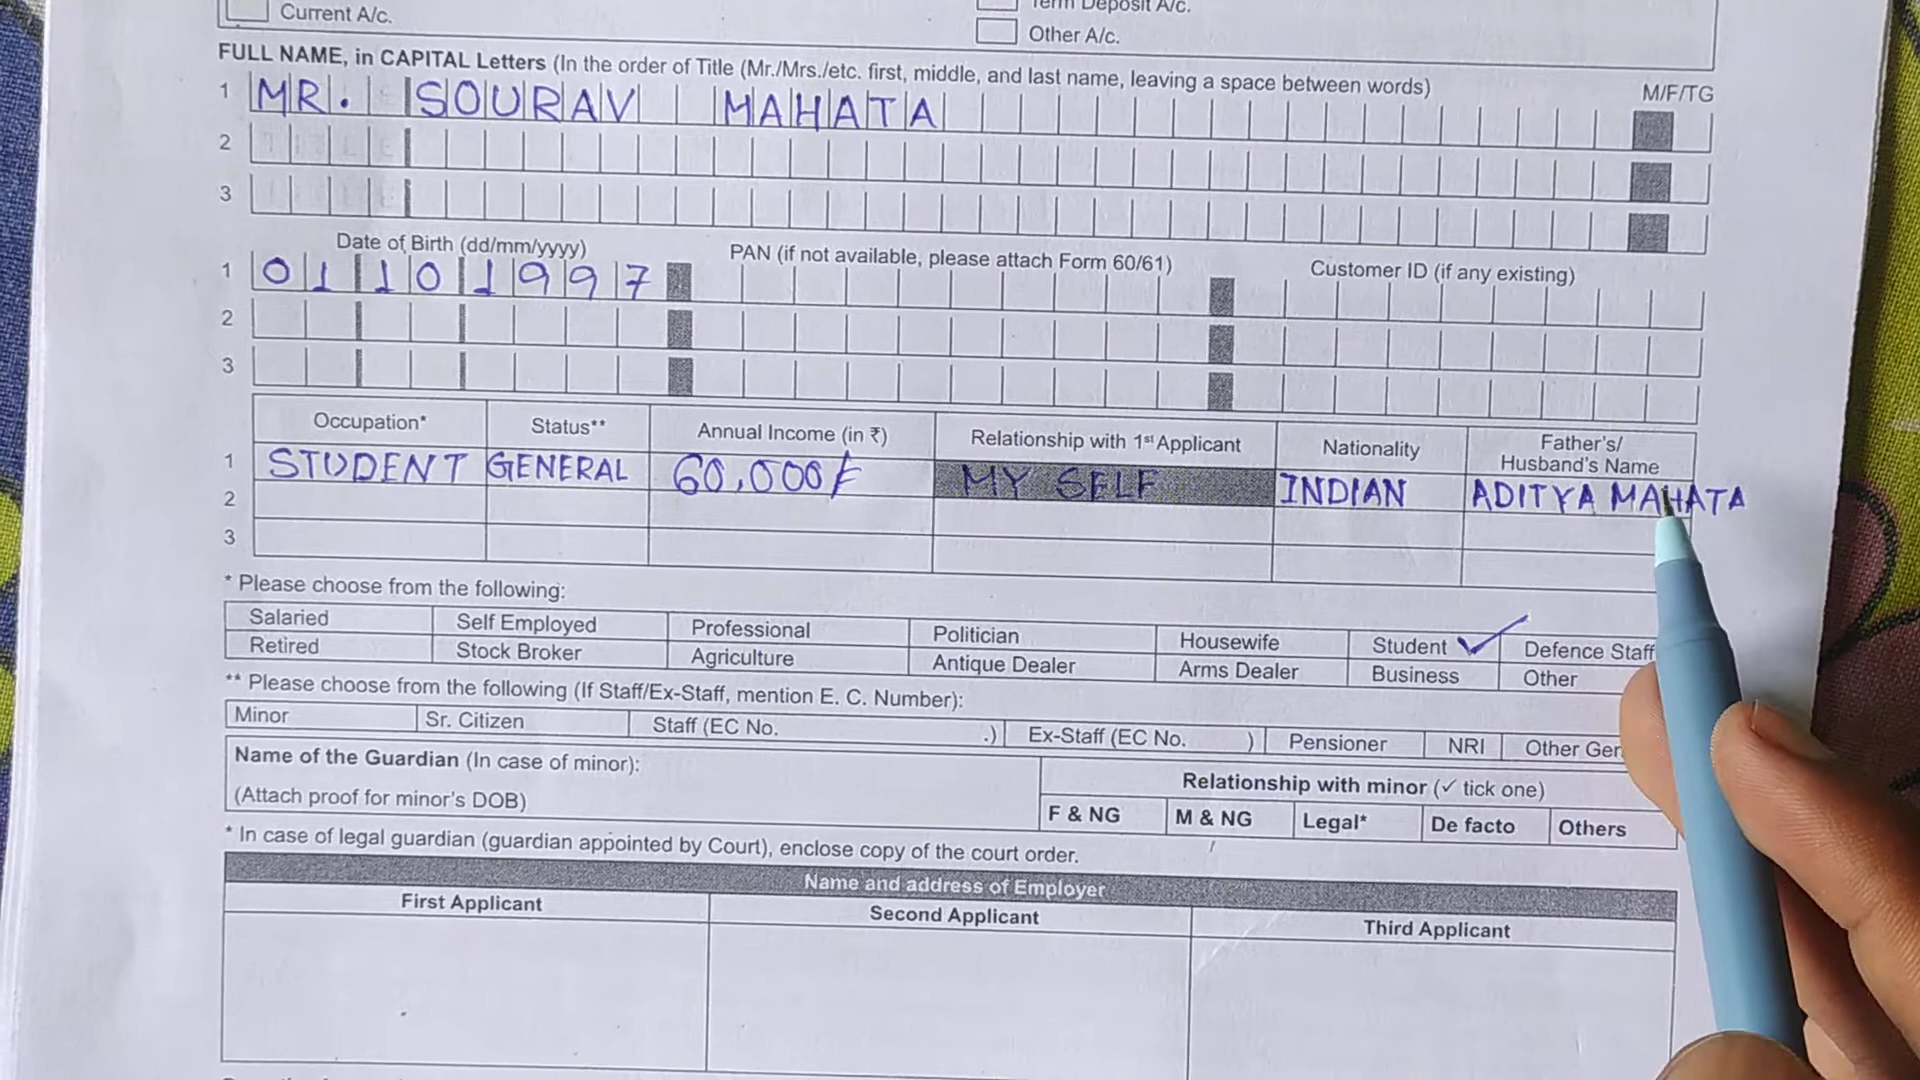 Current A/c. Term Deposit A/c.
Other A/c.
FULL NAME, in CAPITAL Letters (In the order of Title (Mr./Mrs./etc. first, middle, and last name, leaving a space between words) M/F/TG
1 MR. SOURAV MAHATA
2
3
Date of Birth (dd/mm/yyyy) PAN (if not available, please attach Form 60/61) Customer ID (if any existing)
1 01101997
2
3
Occupation* Status** Annual Income (in ₹) Relationship with 1st Applicant Nationality Father's/
Husband's Name
1 STUDENT GENERAL 60,000/- MY SELF INDIAN ADITYA MAHATA
2
3
* Please choose from the following:
Salaried Self Employed Professional Politician Housewife Student ✓ Defence Staff
Retired Stock Broker Agriculture Antique Dealer Arms Dealer Business Other
** Please choose from the following (If Staff/Ex-Staff, mention E. C. Number):
Minor Sr. Citizen Staff (EC No. .) Ex-Staff (EC No. ) Pensioner NRI Other
Name of the Guardian (In case of minor): Relationship with minor (✓ tick one)
(Attach proof for minor's DOB) F & NG M & NG Legal* De facto Others
* In case of legal guardian (guardian appointed by Court), enclose copy of the court order.
Name and address of Employer
First Applicant Second Applicant Third Applicant